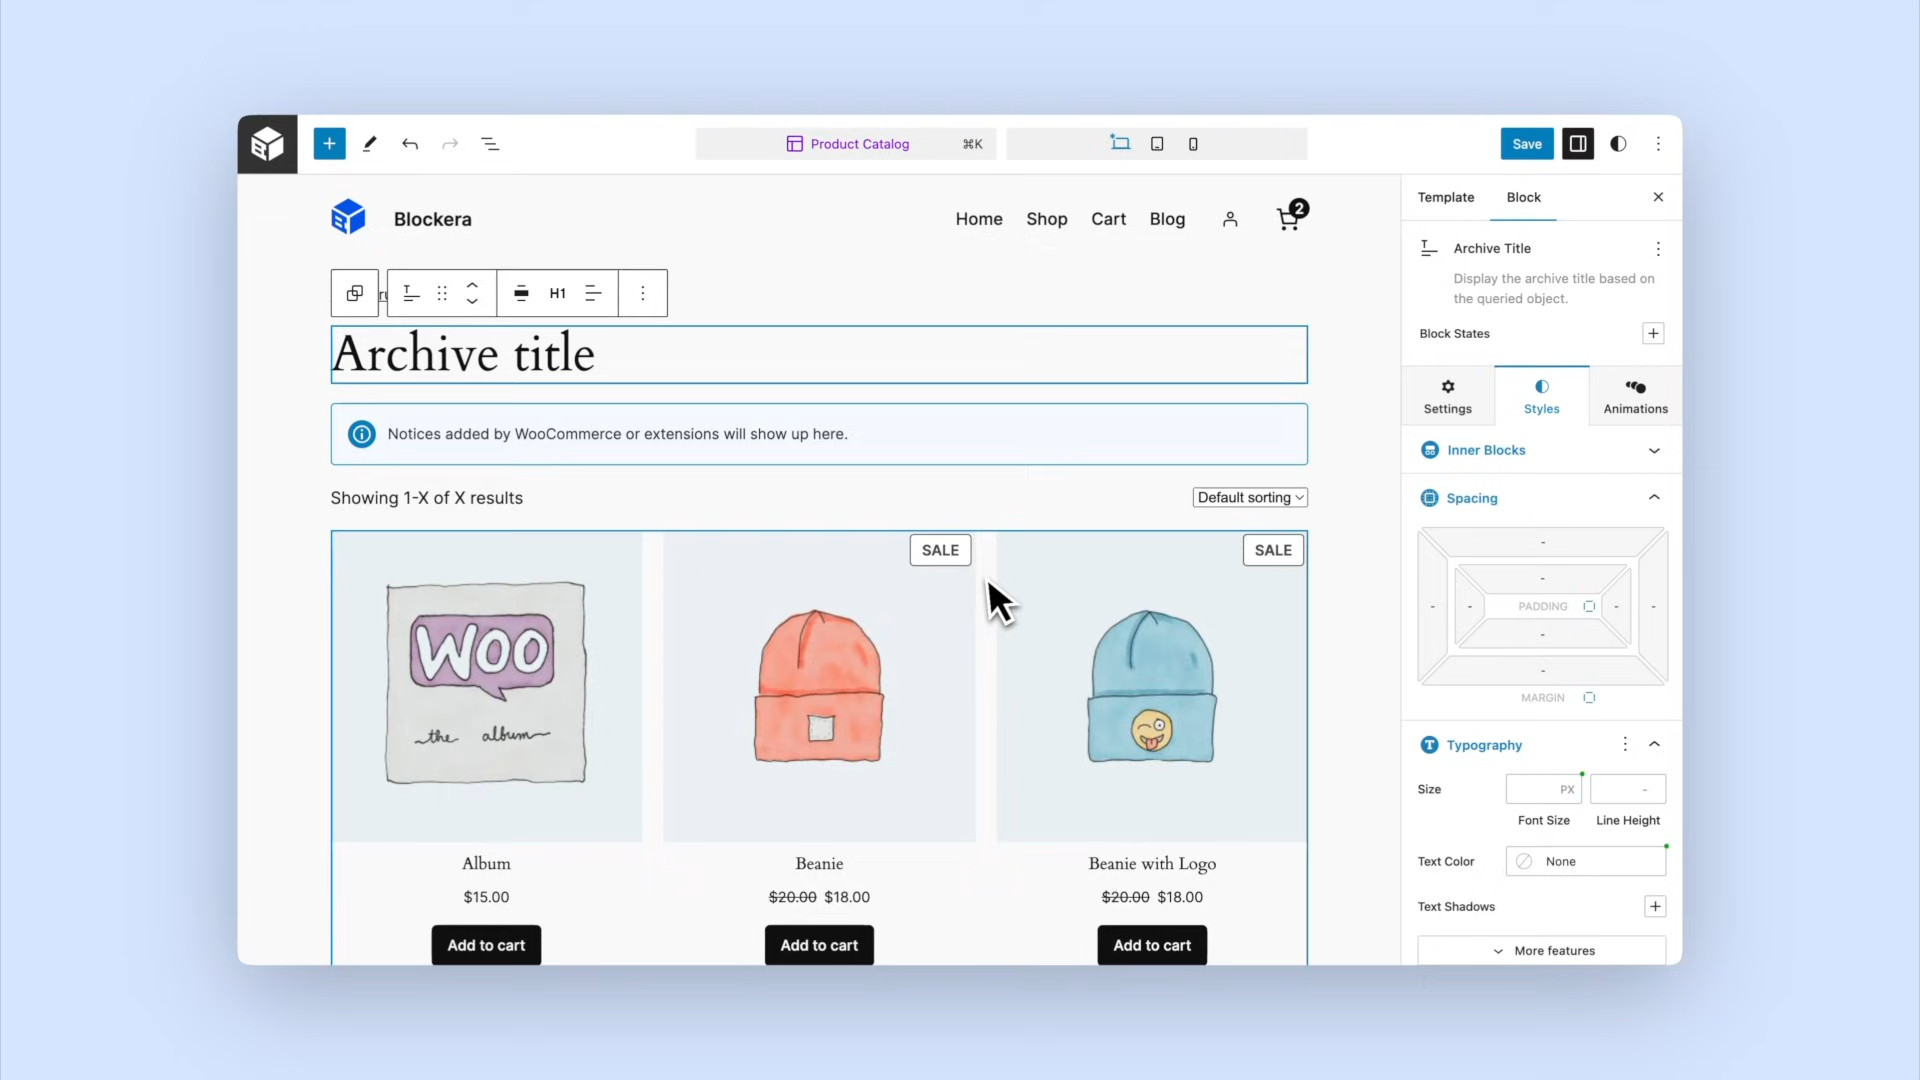 Product Catalog ⌘K
Save
Template Block
Blockera
Home Shop Cart Blog 2
Archive Title
Display the archive title based on
the queried object.
H1
Block States
Archive title
Settings Styles Animations
Notices added by WooCommerce or extensions will show up here.
Inner Blocks
Showing 1-X of X results
Default sorting
Spacing
SALE
SALE
WOO
the album
PADDING
MARGIN
Typography
Size
PX
-
Font Size Line Height
Text Color
None
Text Shadows
More features
Album
Beanie
Beanie with Logo
$15.00
$20.00 $18.00
$20.00 $18.00
Add to cart
Add to cart
Add to cart